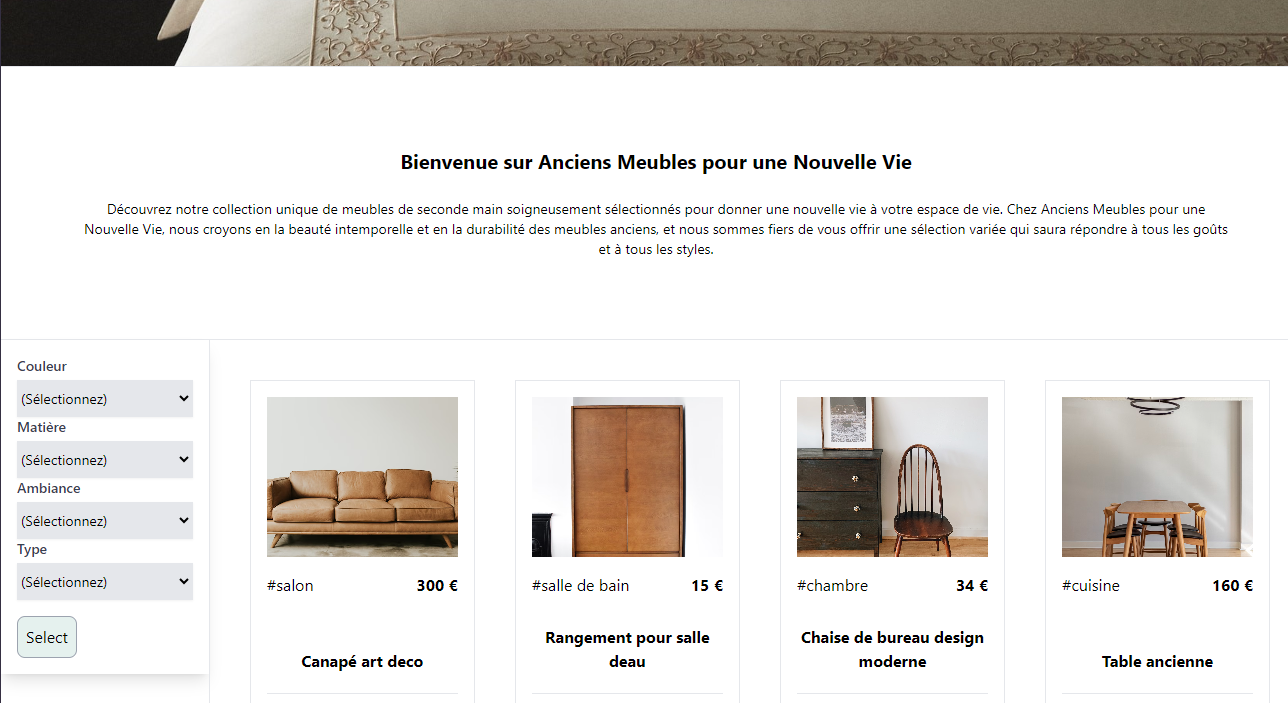 Bienvenue sur Anciens Meubles pour une Nouvelle Vie
Découvrez notre collection unique de meubles de seconde main soigneusement sélectionnés pour donner une nouvelle vie à votre espace de vie. Chez Anciens Meubles pour une
Nouvelle Vie, nous croyons en la beauté intemporelle et en la durabilité des meubles anciens, et nous sommes fiers de vous offrir une sélection variée qui saura répondre à tous les goûts
et à tous les styles.
Couleur
(Sélectionnez)
Matière
(Sélectionnez)
Ambiance
(Sélectionnez)
Type
(Sélectionnez)
Select
#salon 300 €
Canapé art deco
#salle de bain 15 €
Rangement pour salle
deau
#chambre 34 €
Chaise de bureau design
moderne
#cuisine 160 €
Table ancienne